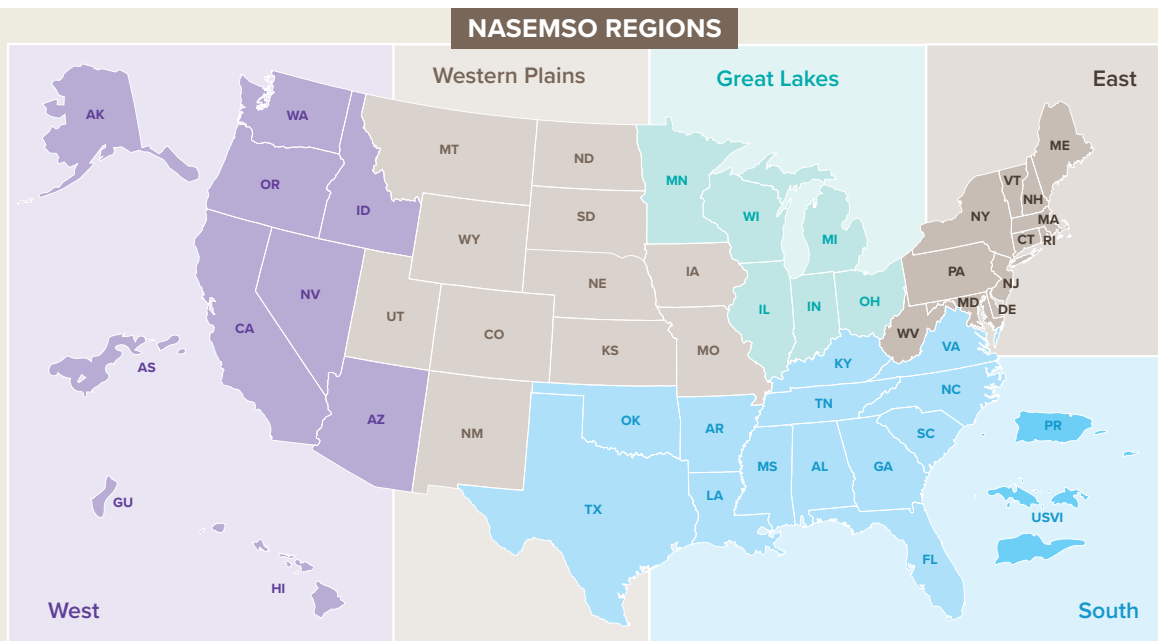 NASEMSO REGIONS
Western Plains
Great Lakes
East
AK
WA
MT
ND
MN
ME
VT
NH
OR
ID
SD
WI
NY
MA
WY
MI
CT
RI
IA
PA
NE
NJ
NV
UT
IL
IN
OH
MD
DE
CA
CO
KS
MO
WV
VA
AS
KY
NC
TN
AZ
NM
OK
AR
SC
PR
MS
AL
GA
GU
TX
LA
USVI
FL
HI
West
South